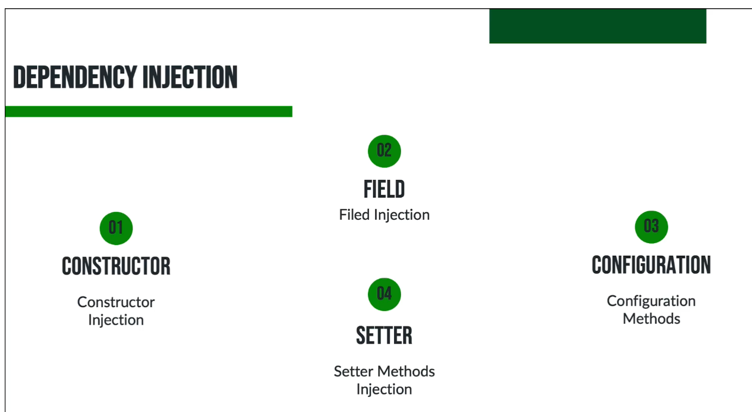 DEPENDENCY INJECTION
01
CONSTRUCTOR
Constructor
Injection
02
FIELD
Filed Injection
03
CONFIGURATION
Configuration
Methods
04
SETTER
Setter Methods
Injection